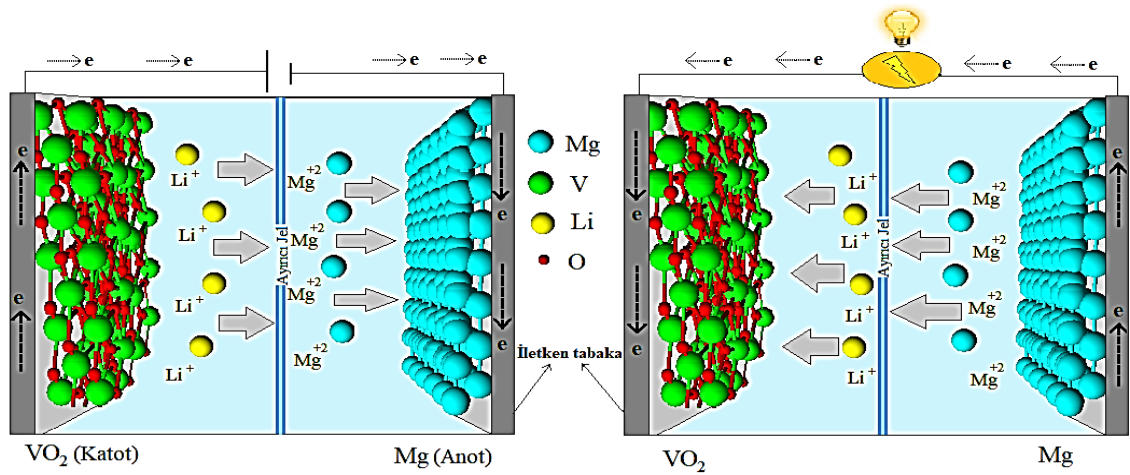 e e e e
e
e
Li+
Li+
Li+
Li+
Ayırıcı Jel
Mg+2
Mg+2
Mg+2
Mg+2
e
e
VO2 (Katot)
Mg (Anot)
Mg
V
Li
O
İletken tabaka
e e e e
e
e
Li+
Li+
Li+
Li+
Ayırıcı Jel
Mg+2
Mg+2
Mg+2
Mg+2
e
e
VO2
Mg